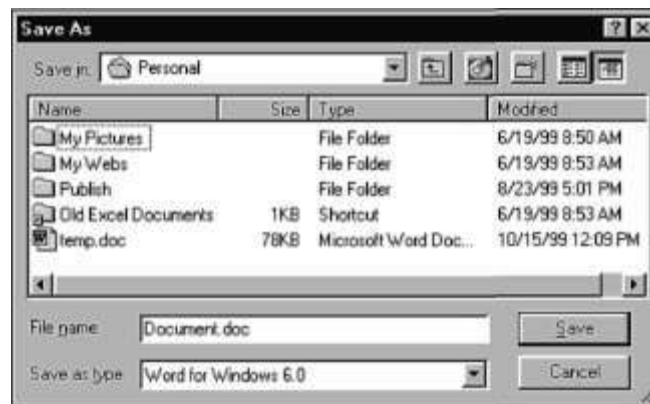 Save As
Save in: Personal
Name Size Type Modified
My Pictures File Folder 6/19/99 8:50 AM
My Webs File Folder 6/19/99 8:53 AM
Publish File Folder 8/23/99 5:01 PM
Old Excel Documents 1KB Shortcut 6/19/99 8:53 AM
temp.doc 78KB Microsoft Word Doc... 10/15/99 12:09 PM
File name: Document.doc Save
Save as type: Word for Windows 6.0 Cancel